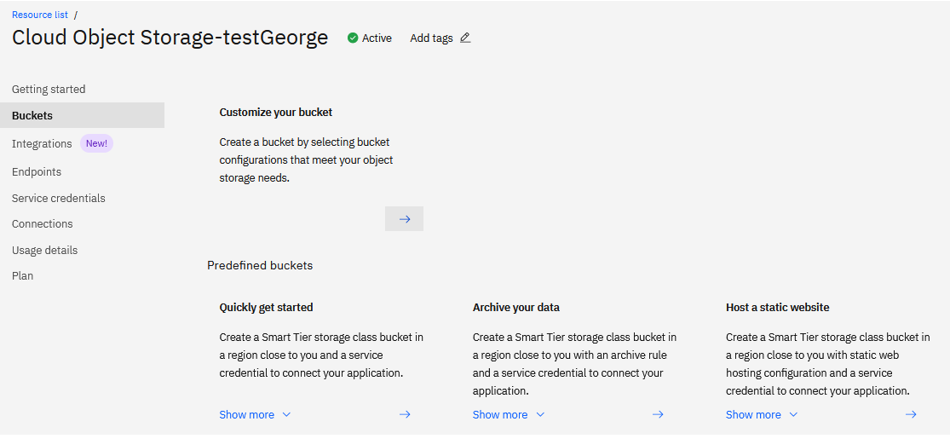 Resource list /
Cloud Object Storage-testGeorge Active Add tags
Getting started
Buckets
Integrations New!
Endpoints
Service credentials
Connections
Usage details
Plan
Customize your bucket
Create a bucket by selecting bucket
configurations that meet your object
storage needs.
Predefined buckets
Quickly get started
Create a Smart Tier storage class bucket in
a region close to you and a service
credential to connect your application.
Show more
Archive your data
Create a Smart Tier storage class bucket in
a region close to you with an archive rule
and a service credential to connect your
application.
Show more
Host a static website
Create a Smart Tier storage class bucket in
a region close to you with static web
hosting configuration and a service
credential to connect your application.
Show more